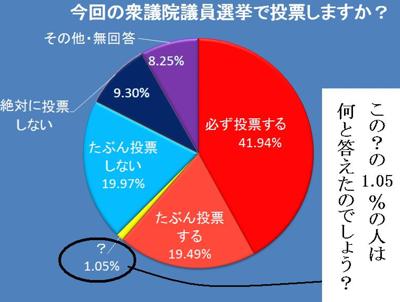 今回の衆議院議員選挙で投票しますか？
その他・無回答
8.25%
絶対に投票
しない
9.30%
必ず投票する
41.94%
たぶん投票
しない
19.97%
たぶん投票
する
19.49%
？
1.05%
この？の1.05％の人は
何と答えたのでしょう？